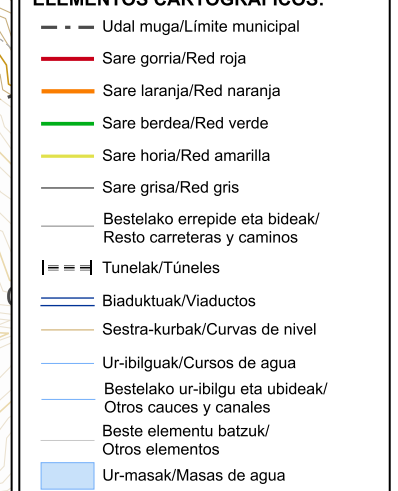 ELEMENTOS CARTOGRÁFICOS:
Udal muga/Límite municipal
Sare gorria/Red roja
Sare laranja/Red naranja
Sare berdea/Red verde
Sare horia/Red amarilla
Sare grisa/Red gris
Bestelako errepide eta bideak/
Resto carreteras y caminos
Tunelak/Túneles
Biaduktuak/Viaductos
Sestra-kurbak/Curvas de nivel
Ur-ibilguak/Cursos de agua
Bestelako ur-ibilgu eta ubideak/
Otros cauces y canales
Beste elementu batzuk/
Otros elementos
Ur-masak/Masas de agua